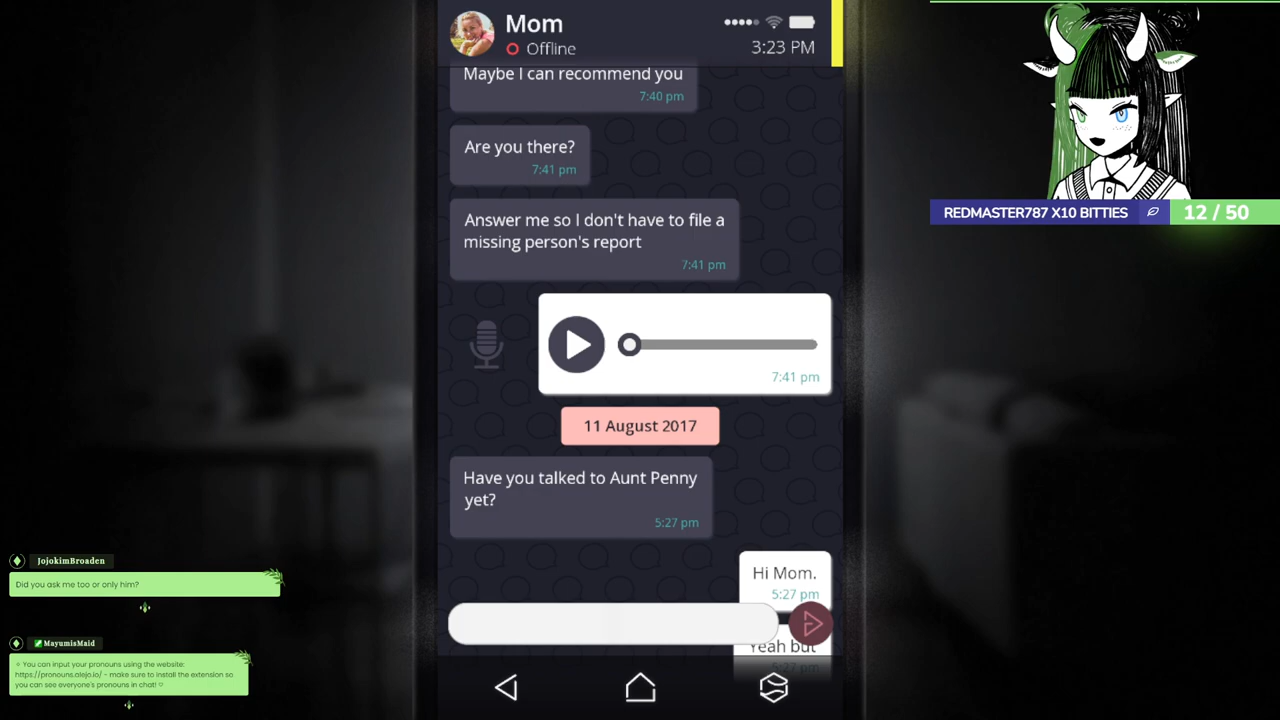 Mom
Offline
3:23 PM
Maybe I can recommend you
7:40 pm
Are you there?
7:41 pm
Answer me so I don't have to file a
missing person's report
7:41 pm
7:41 pm
11 August 2017
Have you talked to Aunt Penny
yet?
5:27 pm
Hi Mom.
5:27 pm
Yeah but
5:27 pm
REDMASTER787 X10 BITTIES
12 / 50
JojokimBroaden
Did you ask me too or only him?
MayumisMaid
You can input your pronouns using the website:
https://pronouns.alejo.io/ - make sure to install the extension so
you can see everyone's pronouns in chat!